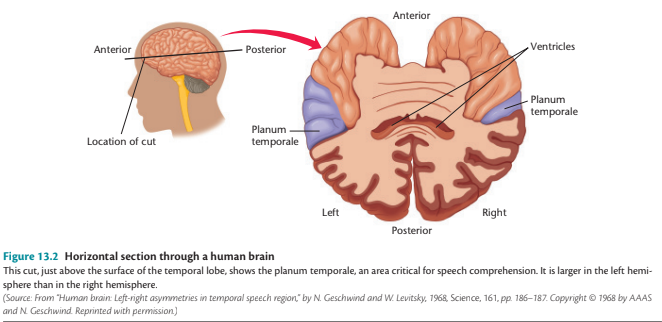 Anterior
Anterior
Posterior
Ventricles
Planum
temporale
Planum
temporale
Location of cut
Left
Right
Posterior
Figure 13.2 Horizontal section through a human brain
This cut, just above the surface of the temporal lobe, shows the planum temporale, an area critical for speech comprehension. It is larger in the left hemi-
sphere than in the right hemisphere.
(Source: From "Human brain: Left-right asymmetries in temporal speech region," by N. Geschwind and W. Levitsky, 1968, Science, 161, pp. 186–187. Copyright © 1968 by AAAS
and N. Geschwind. Reprinted with permission.)